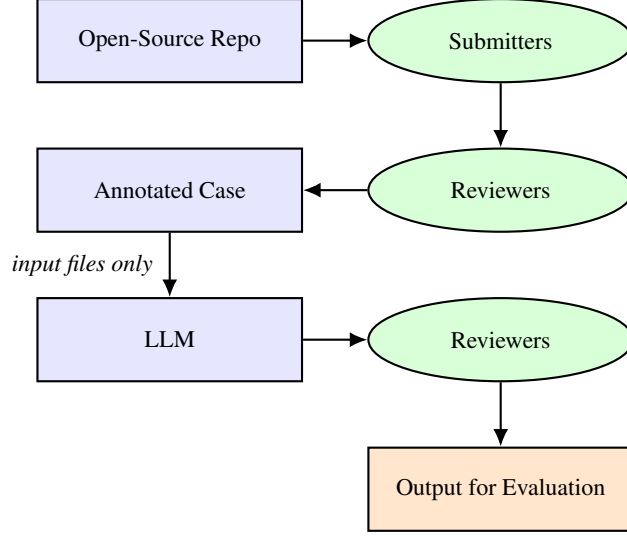 Open-Source Repo
Submitters
Annotated Case
Reviewers
input files only
LLM
Reviewers
Output for Evaluation